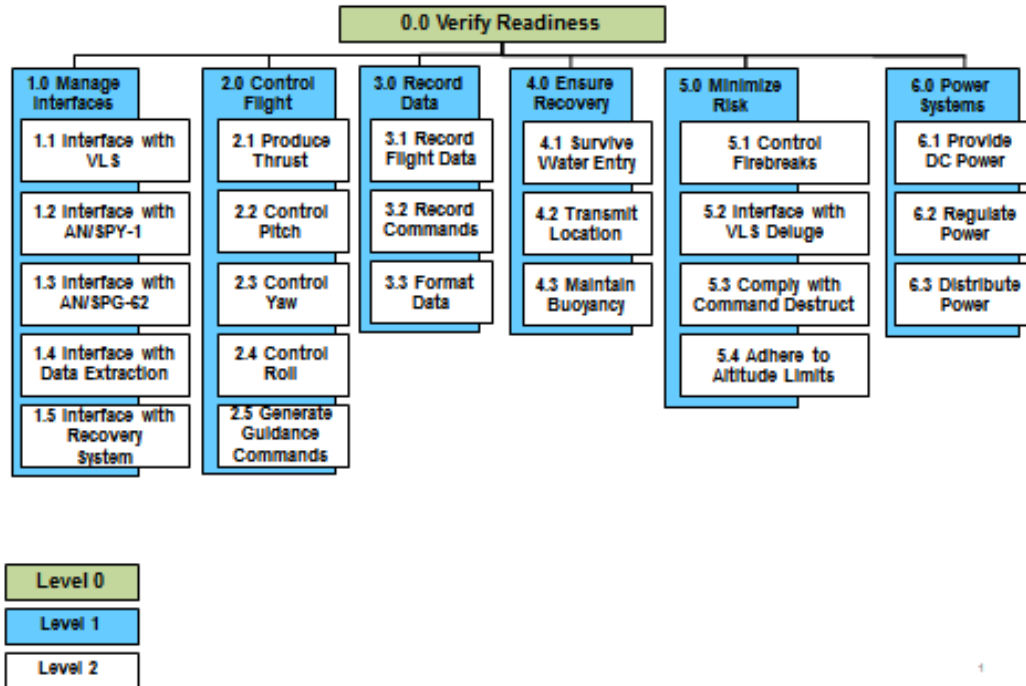 0.0 Verify Readiness
1.0 Manage
Interfaces
1.1 Interface with
VLS
1.2 Interface with
AN/SPY-1
1.3 Interface with
AN/SPG-62
1.4 Interface with
Data Extraction
1.5 Interface with
Recovery
System
2.0 Control
Flight
2.1 Produce
Thrust
2.2 Control
Pitch
2.3 Control
Yaw
2.4 Control
Roll
2.5 Generate
Guidance
Commands
3.0 Record
Data
3.1 Record
Flight Data
3.2 Record
Commands
3.3 Format
Data
4.0 Ensure
Recovery
4.1 Survive
Water Entry
4.2 Transmit
Location
4.3 Maintain
Buoyancy
5.0 Minimize
Risk
5.1 Control
Firebreaks
5.2 Interface with
VLS Deluge
5.3 Comply with
Command Destruct
5.4 Adhere to
Altitude Limits
6.0 Power
Systems
6.1 Provide
DC Power
6.2 Regulate
Power
6.3 Distribute
Power
Level 0
Level 1
Level 2
1